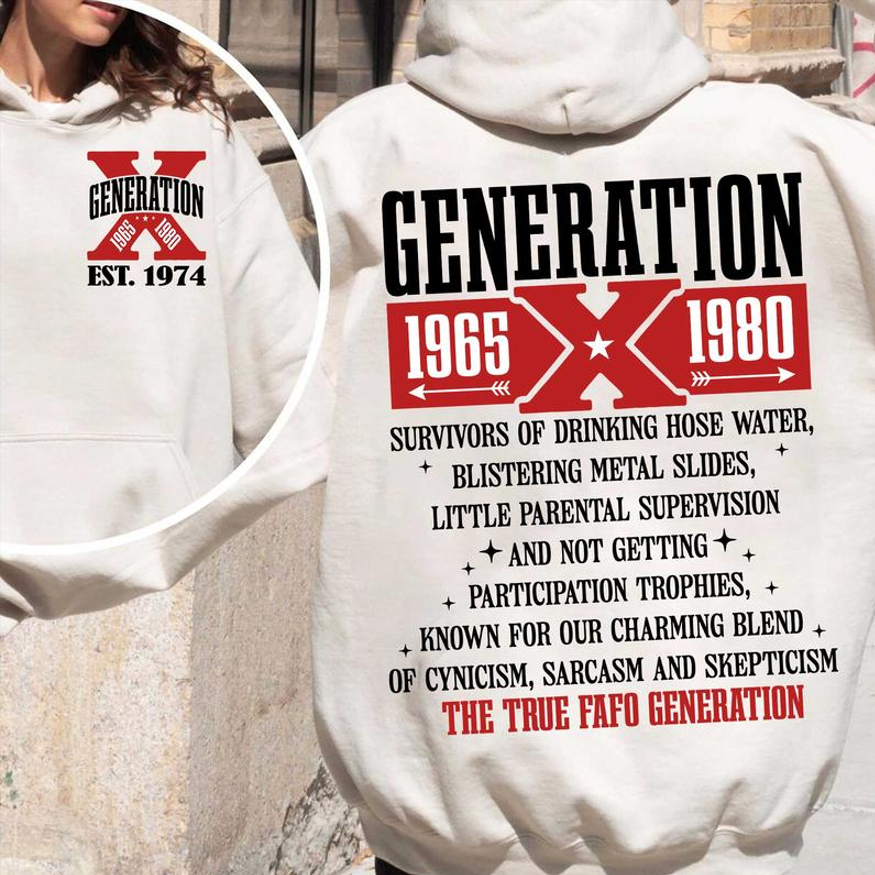 GENERATION
1965 1980
EST. 1974
GENERATION
1965 X 1980
SURVIVORS OF DRINKING HOSE WATER,
BLISTERING METAL SLIDES,
LITTLE PARENTAL SUPERVISION
AND NOT GETTING
PARTICIPATION TROPHIES,
KNOWN FOR OUR CHARMING BLEND
OF CYNICISM, SARCASM AND SKEPTICISM
THE TRUE FAFO GENERATION